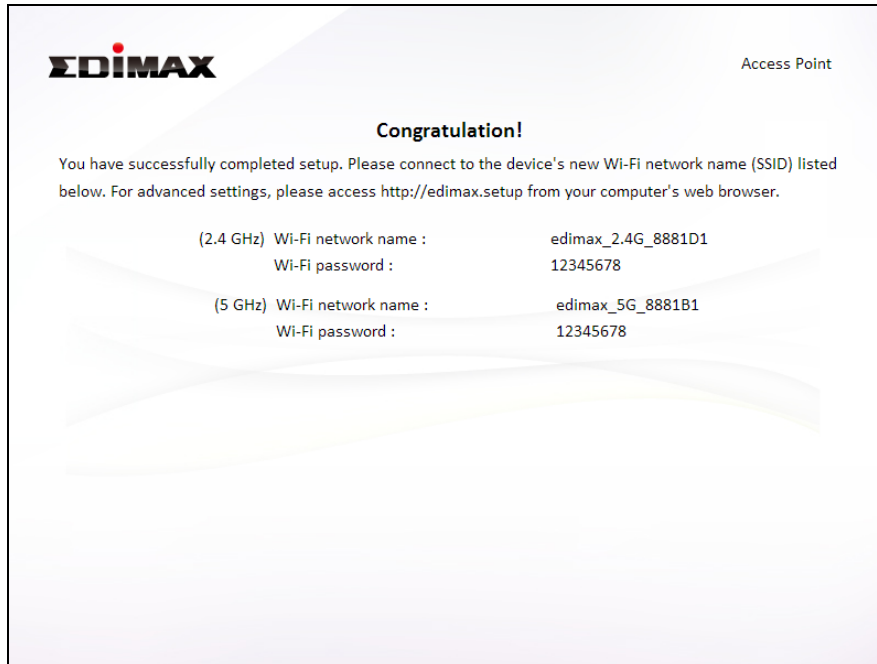 EDiMAX
Access Point
Congratulation!
You have successfully completed setup. Please connect to the device's new Wi-Fi network name (SSID) listed
below. For advanced settings, please access http://edimax.setup from your computer's web browser.
(2.4 GHz) Wi-Fi network name : edimax_2.4G_8881D1
Wi-Fi password : 12345678
(5 GHz) Wi-Fi network name : edimax_5G_8881B1
Wi-Fi password : 12345678